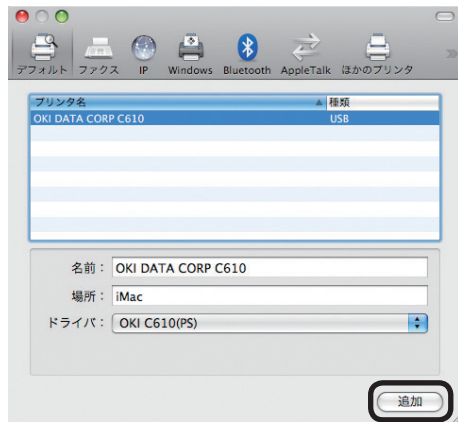 デフォルト ファクス IP Windows Bluetooth AppleTalk ほかのプリンタ
プリンタ名 種類
OKI DATA CORP C610 USB
名前： OKI DATA CORP C610
場所： iMac
ドライバ： OKI C610(PS)
追加